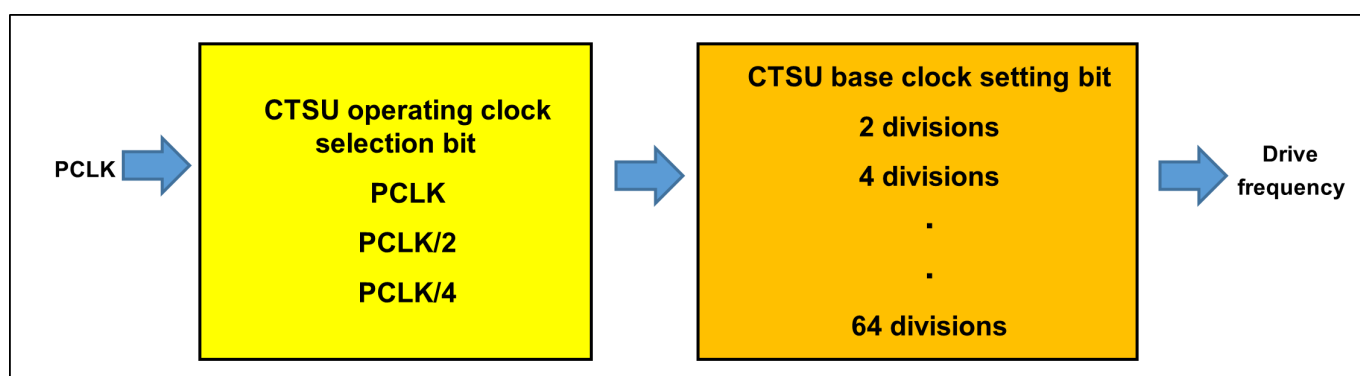 PCLK
CTSU operating clock
selection bit
PCLK
PCLK/2
PCLK/4
CTSU base clock setting bit
2 divisions
4 divisions
.
.
64 divisions
Drive
frequency